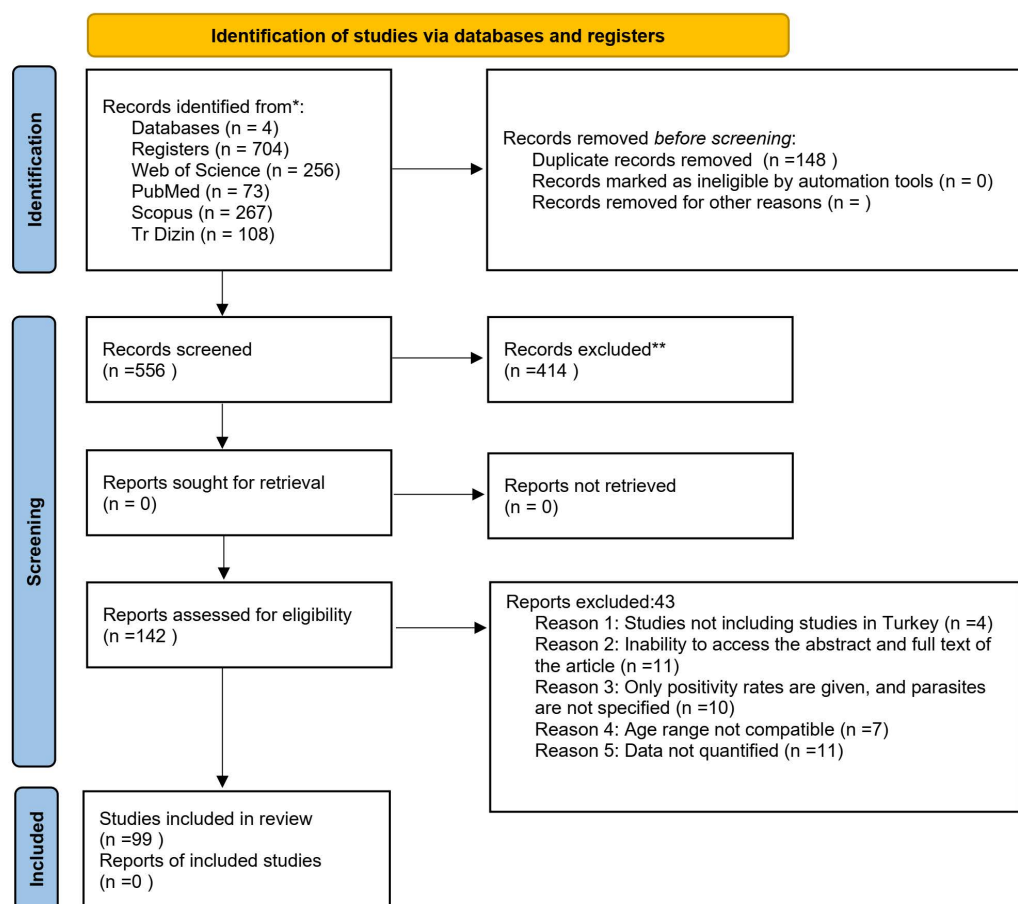 Identification of studies via databases and registers
Identification
Records identified from*:
Databases (n = 4)
Registers (n = 704)
Web of Science (n = 256)
PubMed (n = 73)
Scopus (n = 267)
Tr Dizin (n = 108)
Records removed before screening:
Duplicate records removed (n =148 )
Records marked as ineligible by automation tools (n = 0)
Records removed for other reasons (n = )
Screening
Records screened
(n =556 )
Records excluded**
(n =414 )
Reports sought for retrieval
(n = 0)
Reports not retrieved
(n = 0)
Reports assessed for eligibility
(n =142 )
Reports excluded:43
Reason 1: Studies not including studies in Turkey (n =4)
Reason 2: Inability to access the abstract and full text of
the article (n =11)
Reason 3: Only positivity rates are given, and parasites
are not specified (n =10)
Reason 4: Age range not compatible (n =7)
Reason 5: Data not quantified (n =11)
Included
Studies included in review
(n =99 )
Reports of included studies
(n =0 )